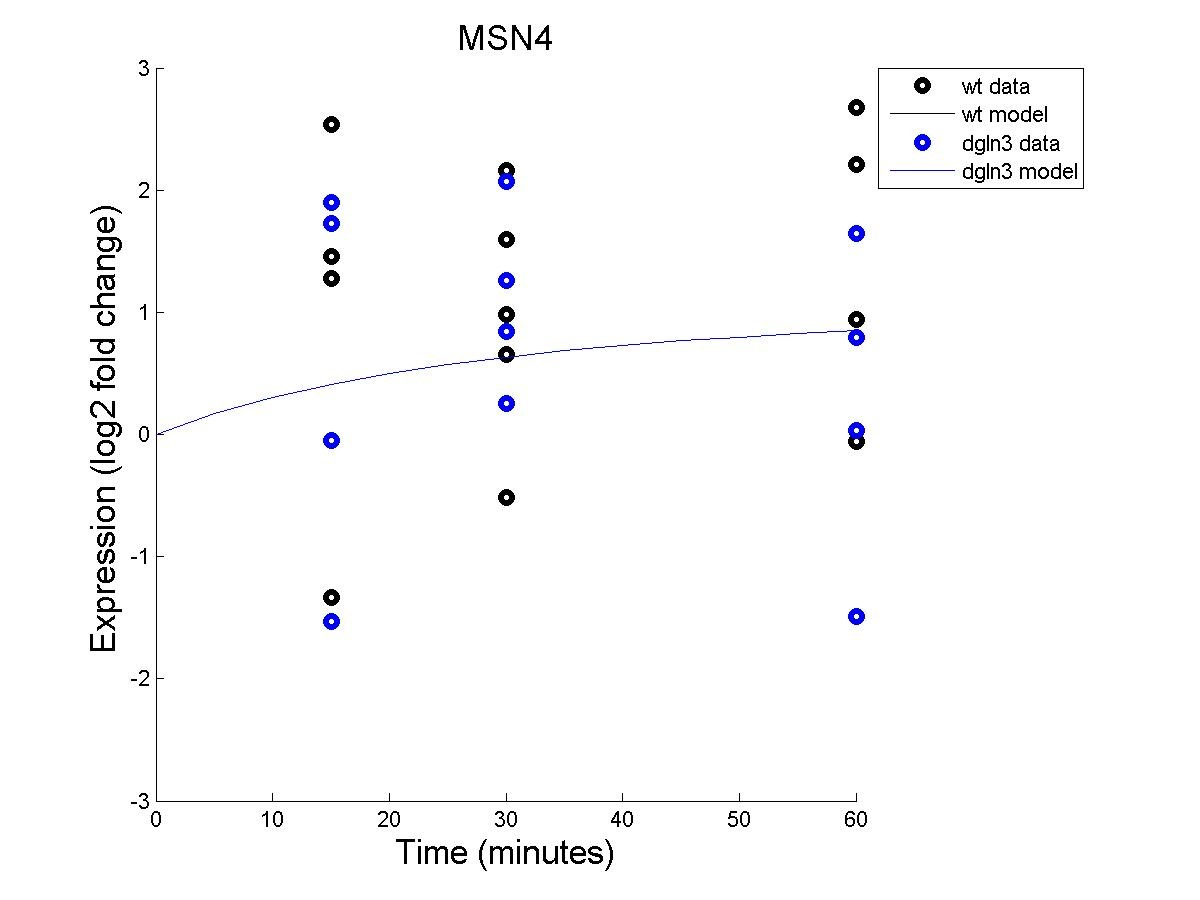 MSN4
wt data
wt model
dgln3 data
dgln3 model
Expression (log2 fold change)
3
2
1
0
-1
-2
-3
0 10 20 30 40 50 60
Time (minutes)